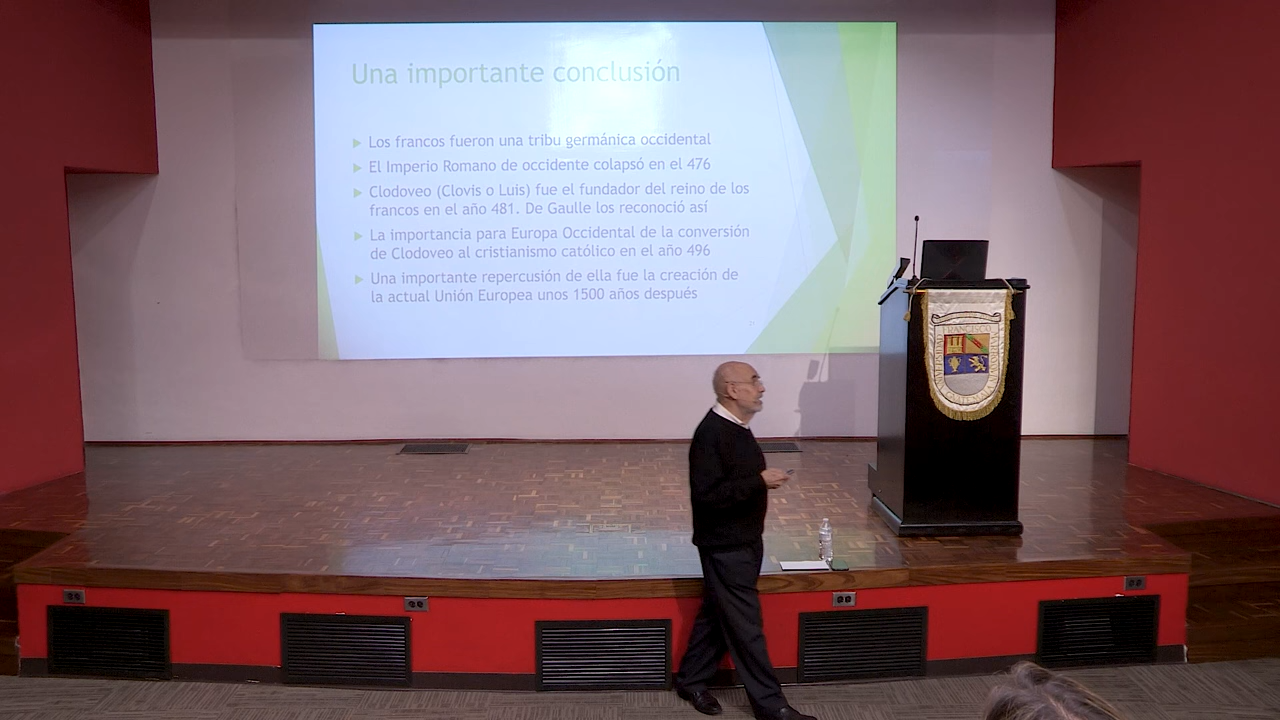 Una importante conclusión
Los francos fueron una tribu germánica occidental
El Imperio Romano de occidente colapsó en el 476
Clodoveo (Clovis o Luis) fue el fundador del reino de los
francos en el año 481. De Gaulle los reconoció así
La importancia para Europa Occidental de la conversión
de Clodoveo al cristianismo católico en el año 496
Una importante repercusión de ella fue la creación de
la actual Unión Europea unos 1500 años después
FRANCISCO